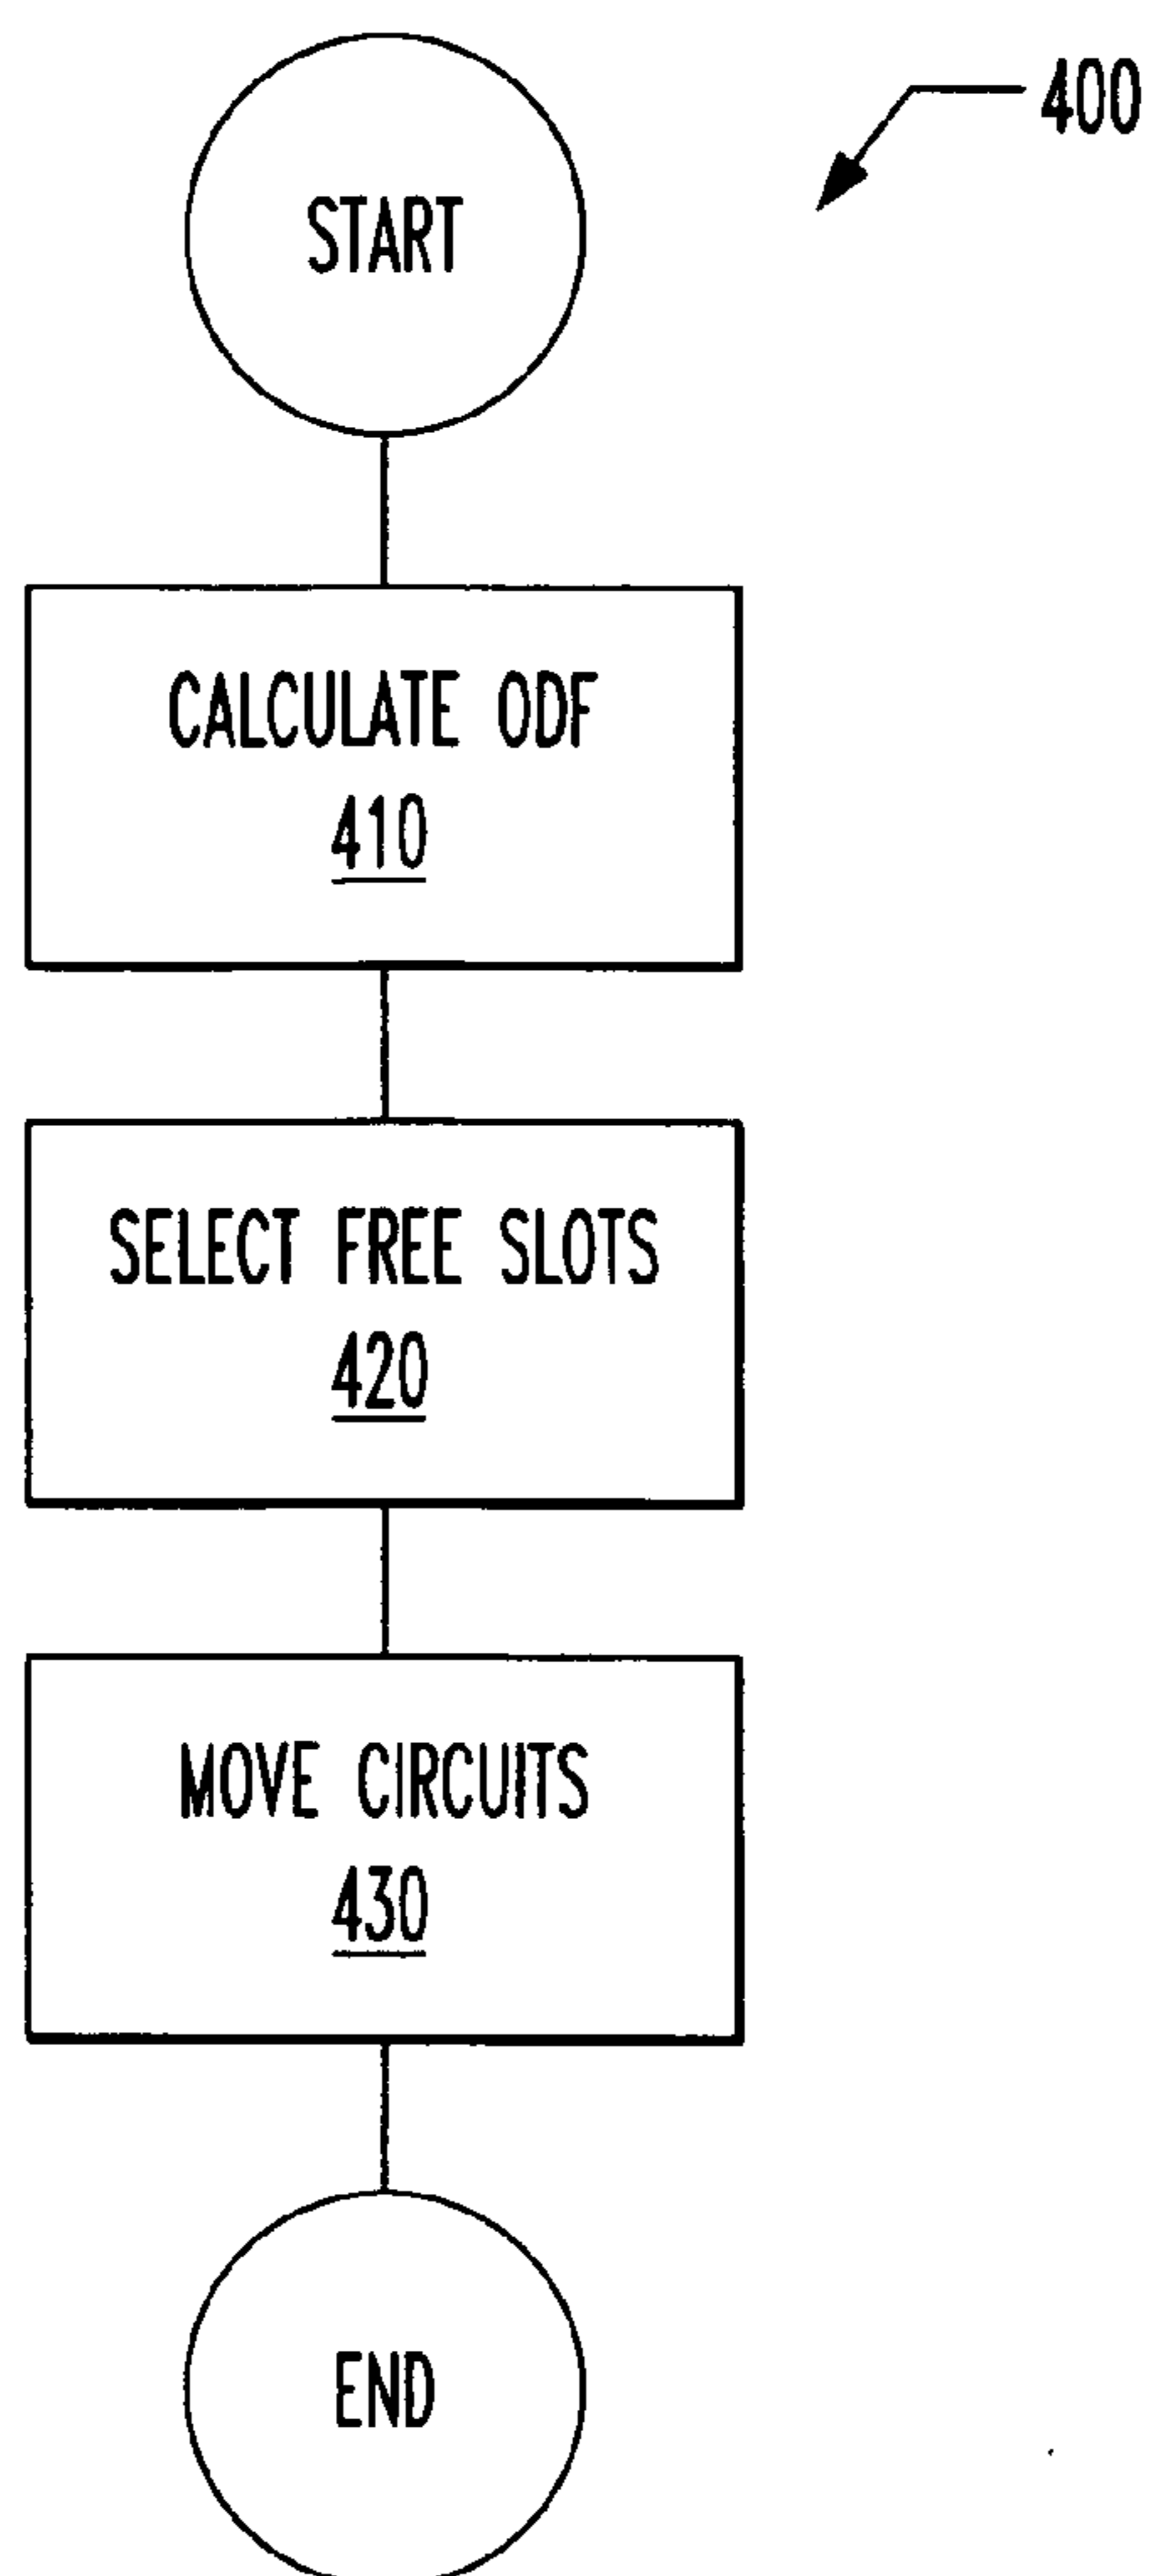 START
400
CALCULATE ODF
410
SELECT FREE SLOTS
420
MOVE CIRCUITS
430
END